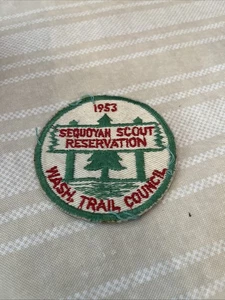 1953
SEQUOYAH SCOUT
RESERVATION
WASH. TRAIL COUNCIL